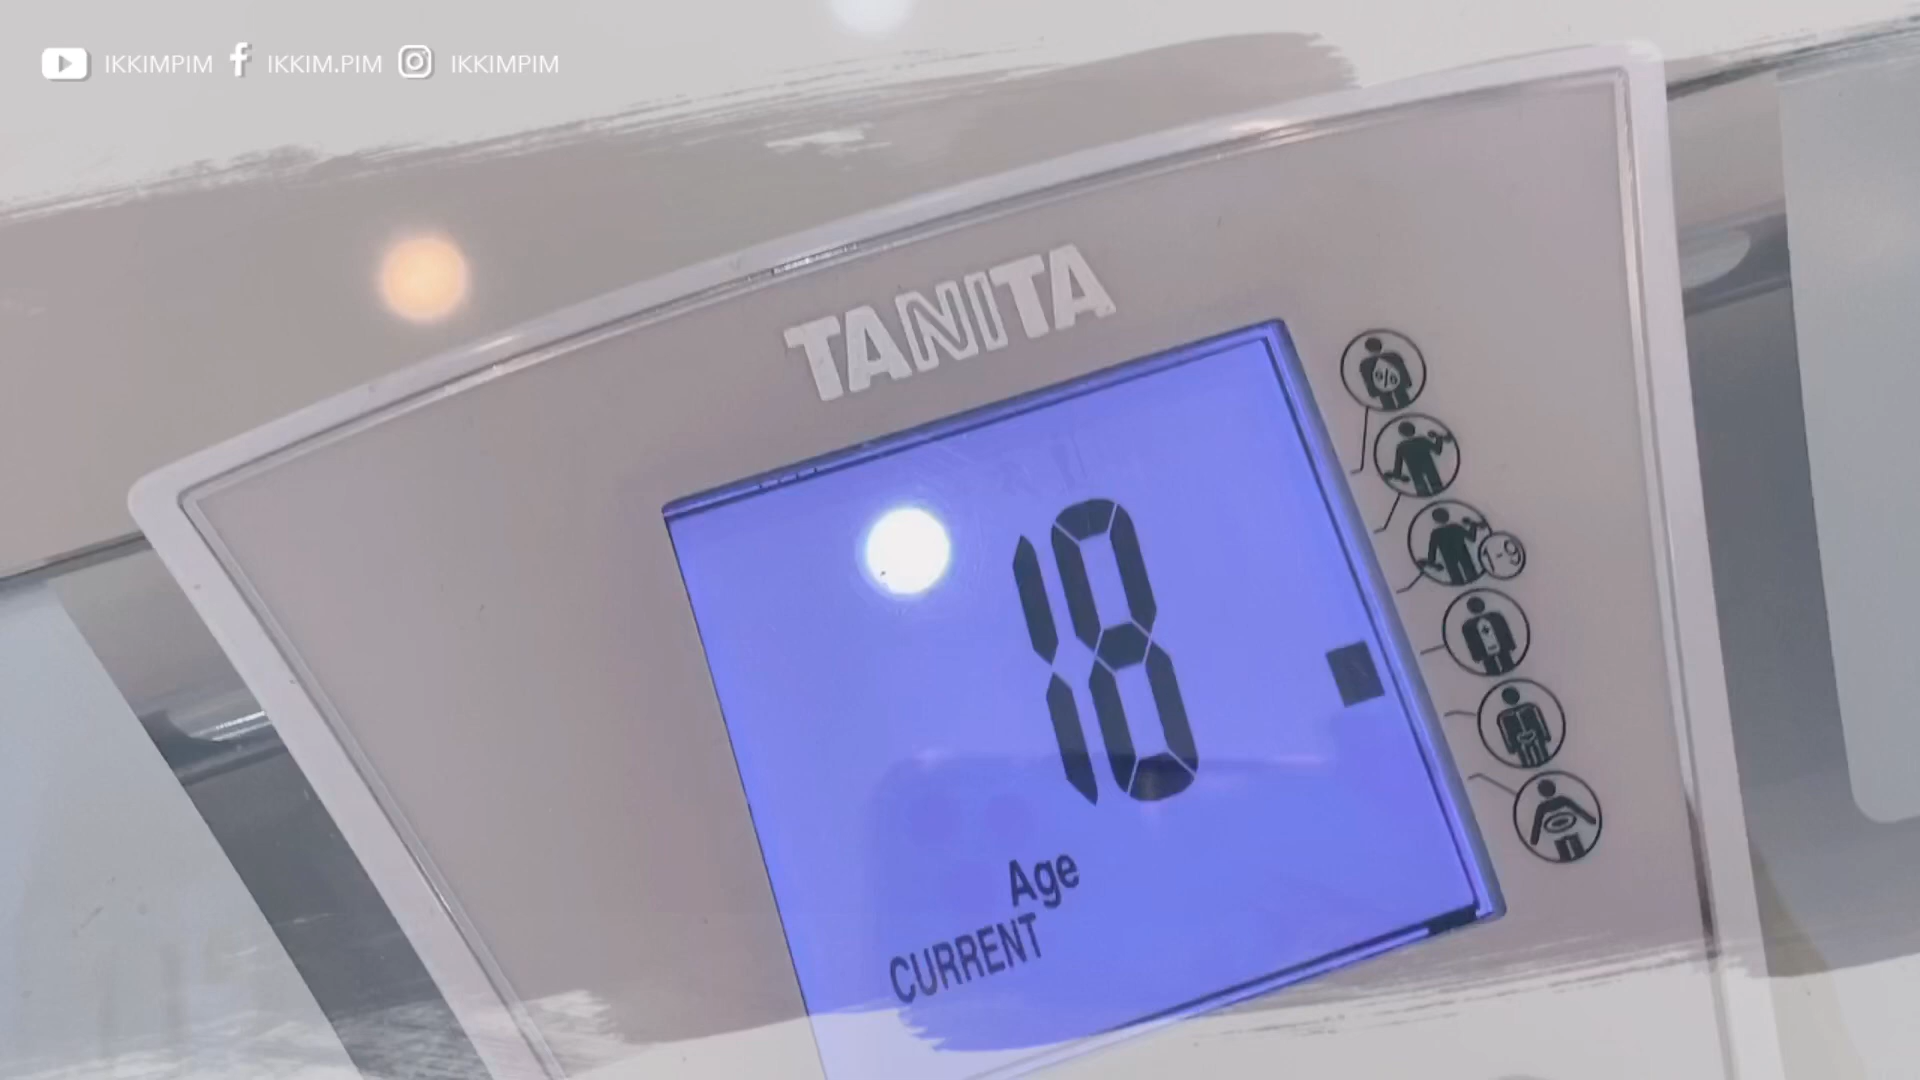 IKKIMPIM IKKIM.PIM IKKIMPIM
TANITA
%
18
1-9
Age
CURRENT